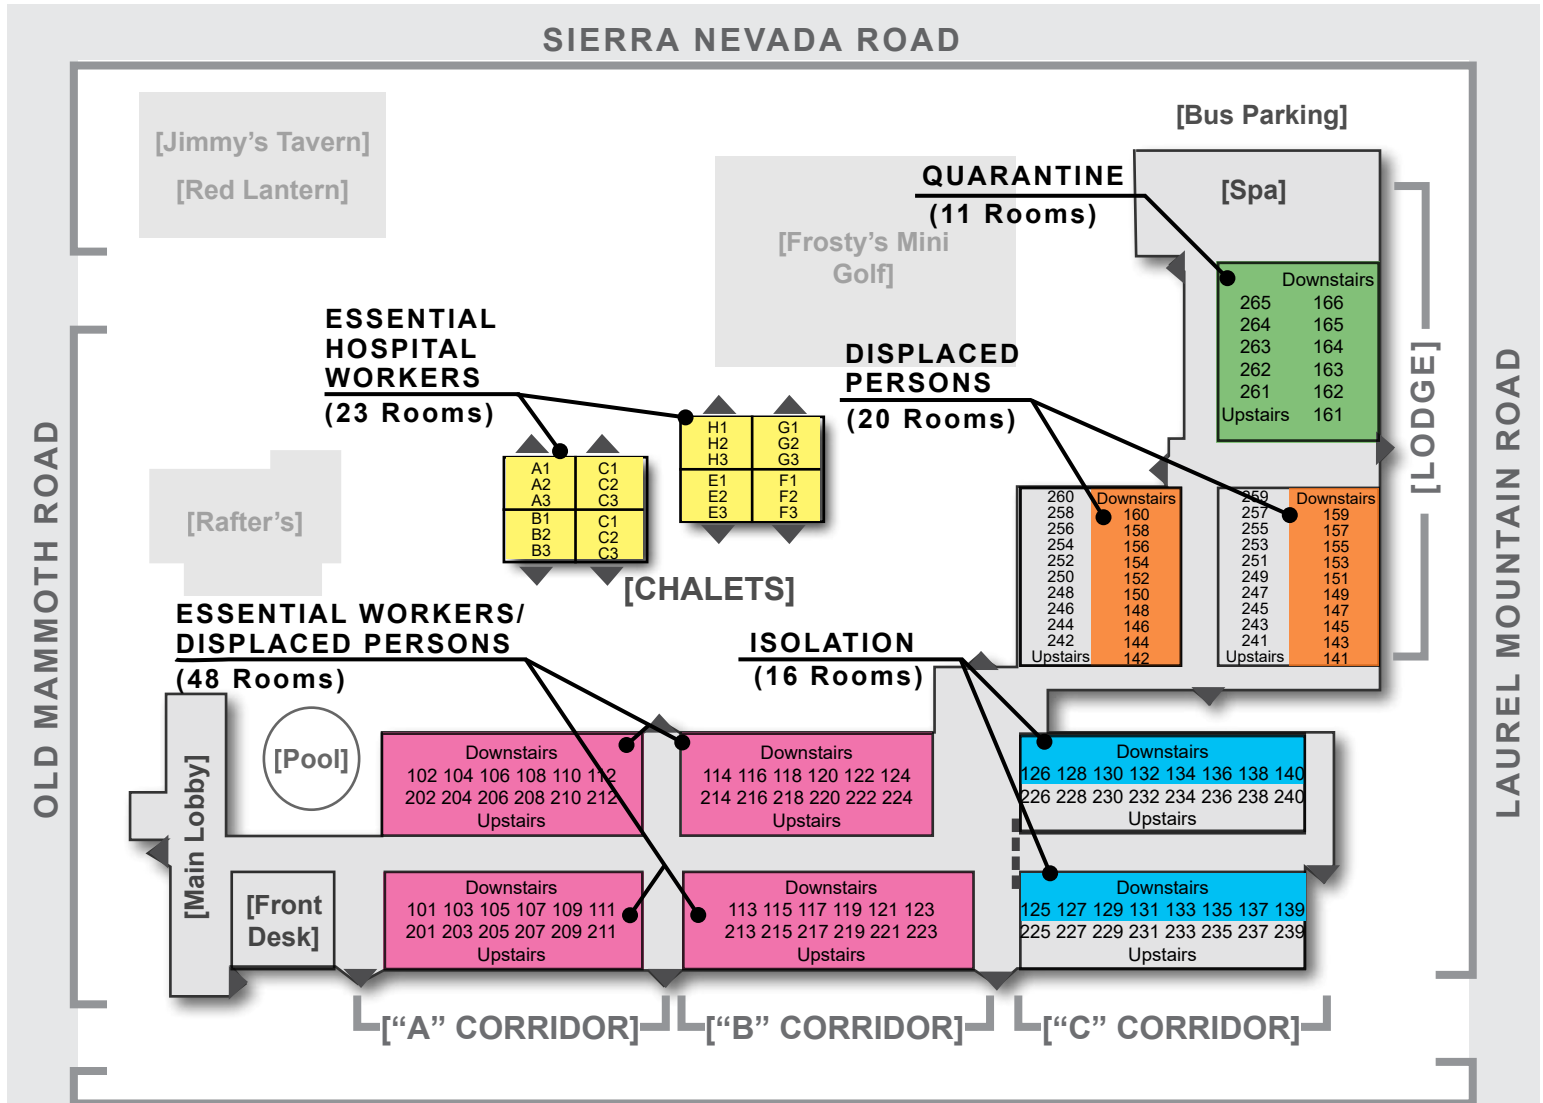 SIERRA NEVADA ROAD
[Bus Parking]
[Jimmy’s Tavern]
[Red Lantern]
QUARANTINE
(11 Rooms)
[Spa]
[Frosty’s Mini
Golf]
Downstairs
265 166
264 165
263 164
262 163
261 162
Upstairs 161
ESSENTIAL
HOSPITAL
WORKERS
(23 Rooms)
DISPLACED
PERSONS
(20 Rooms)
[LODGE]
OLD MAMMOTH ROAD
LAUREL MOUNTAIN ROAD
H1
H2
H3
G1
G2
G3
E1
E2
E3
F1
F2
F3
A1
A2
A3
C1
C2
C3
B1
B2
B3
C1
C2
C3
[CHALETS]
[Rafter’s]
260 Downstairs
258 160
256 158
254 156
252 154
250 152
248 150
246 148
244 146
242 144
Upstairs 142
259 Downstairs
257 159
255 157
253 155
251 153
249 151
247 149
245 147
243 145
241 143
Upstairs 141
ESSENTIAL WORKERS/
DISPLACED PERSONS
(48 Rooms)
ISOLATION
(16 Rooms)
[Main Lobby]
[Pool]
Downstairs
102 104 106 108 110 112
202 204 206 208 210 212
Upstairs
Downstairs
114 116 118 120 122 124
214 216 218 220 222 224
Upstairs
Downstairs
126 128 130 132 134 136 138 140
226 228 230 232 234 236 238 240
Upstairs
[Front
Desk]
Downstairs
101 103 105 107 109 111
201 203 205 207 209 211
Upstairs
Downstairs
113 115 117 119 121 123
213 215 217 219 221 223
Upstairs
Downstairs
125 127 129 131 133 135 137 139
225 227 229 231 233 235 237 239
Upstairs
[“A” CORRIDOR]
[“B” CORRIDOR]
[“C” CORRIDOR]